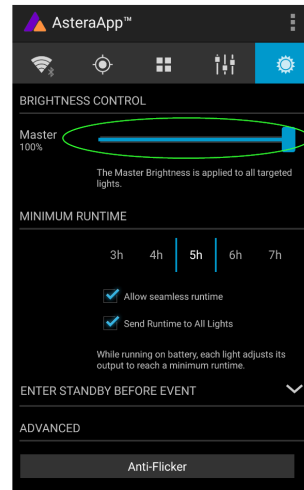 AsteraApp™
BRIGHTNESS CONTROL
Master
100%
The Master Brightness is applied to all targeted
lights.
MINIMUM RUNTIME
3h 4h 5h 6h 7h
Allow seamless runtime
Send Runtime to All Lights
While running on battery, each light adjusts its
output to reach a minimum runtime.
ENTER STANDBY BEFORE EVENT
ADVANCED
Anti-Flicker